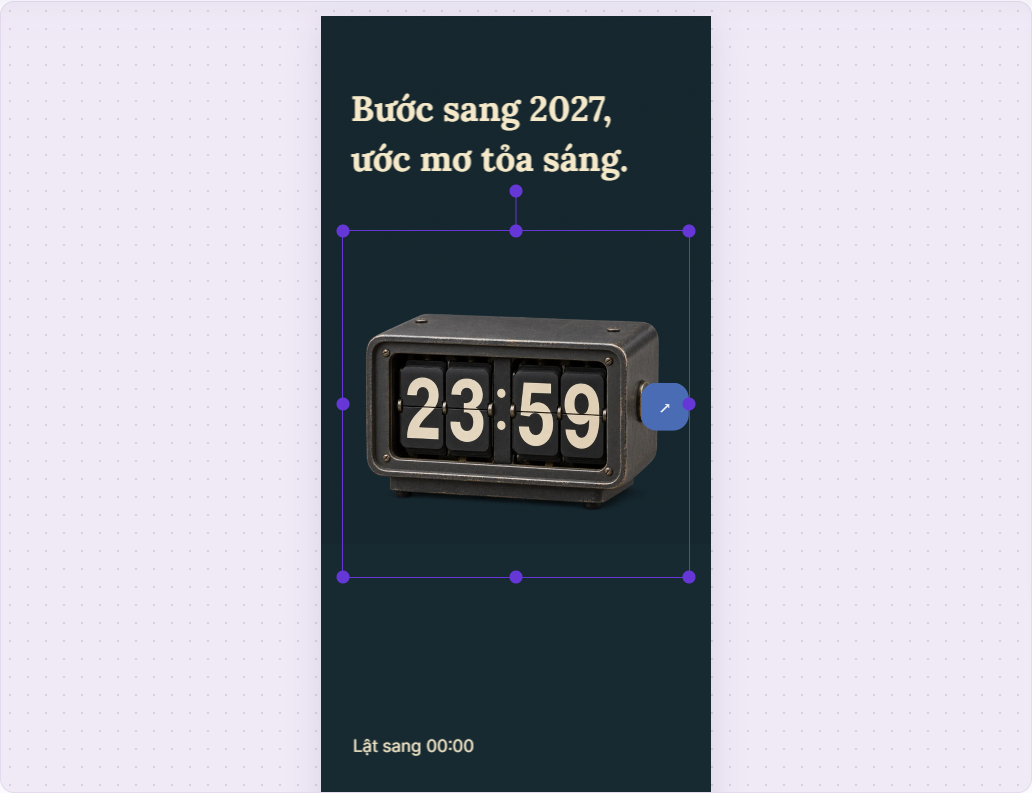 Bước sang 2027,
ước mơ tỏa sáng.
23:59
Lật sang 00:00